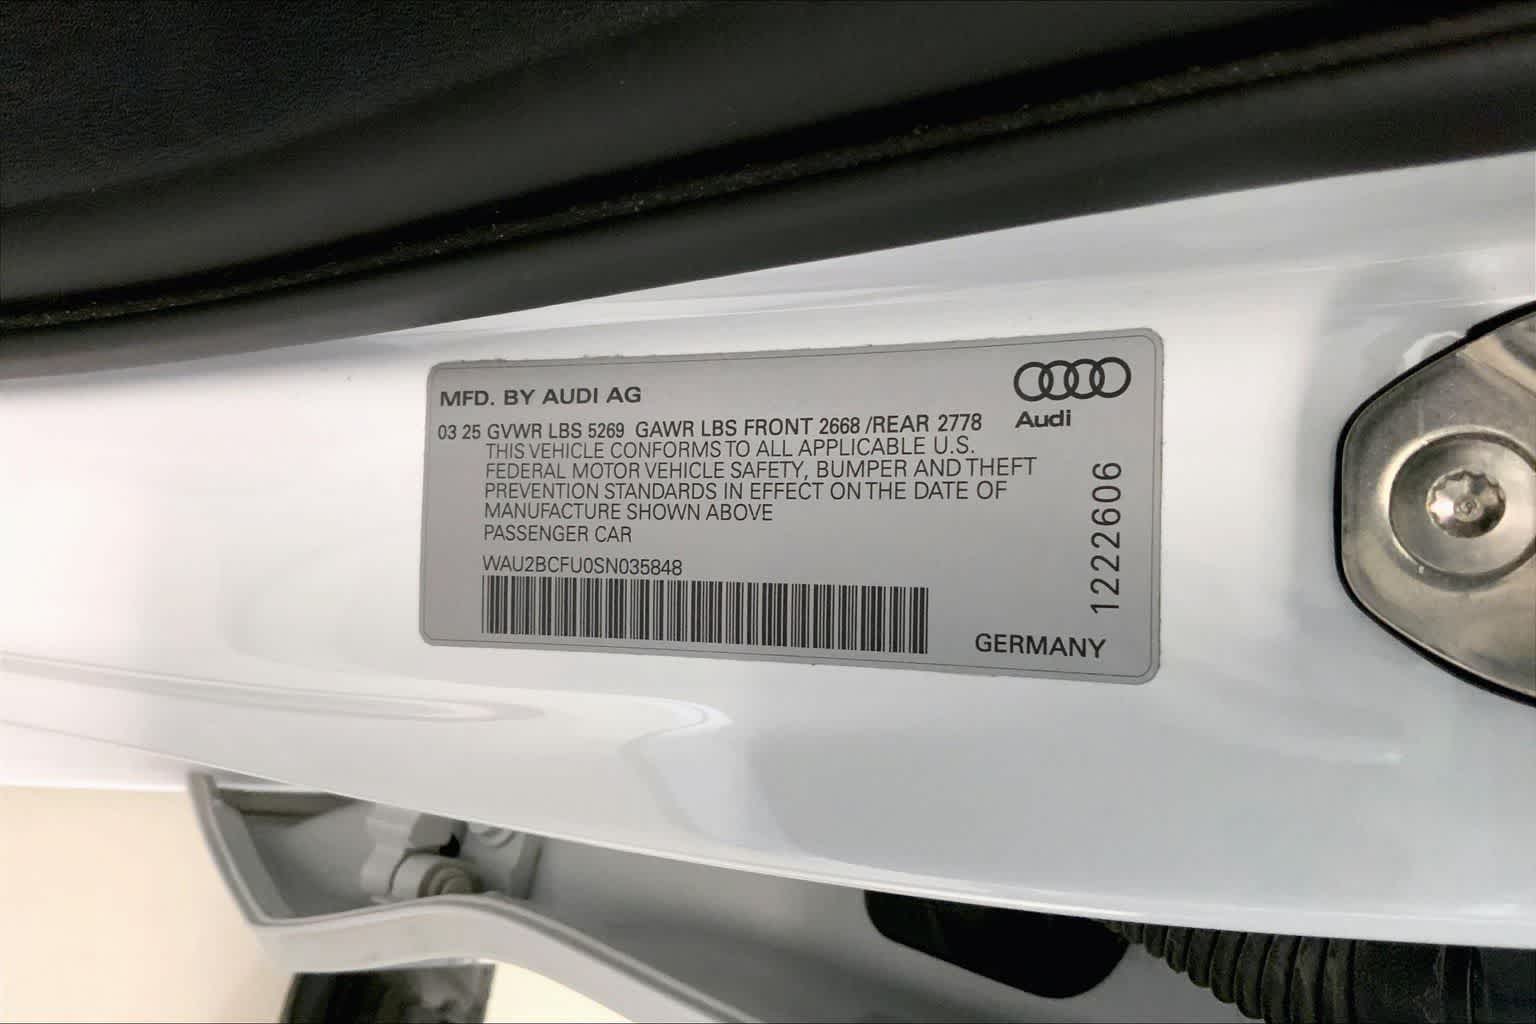 MFD. BY AUDI AG
Audi
03 25 GVWR LBS 5269 GAWR LBS FRONT 2668 /REAR 2778
THIS VEHICLE CONFORMS TO ALL APPLICABLE U.S.
FEDERAL MOTOR VEHICLE SAFETY, BUMPER AND THEFT
PREVENTION STANDARDS IN EFFECT ON THE DATE OF
MANUFACTURE SHOWN ABOVE
PASSENGER CAR
WAU2BCFU0SN035848
1222606
GERMANY